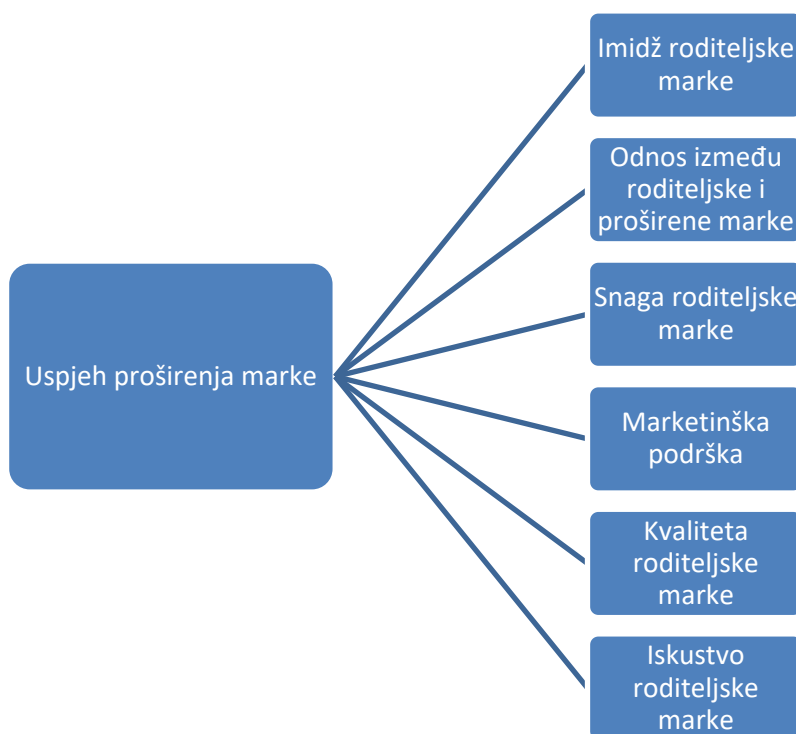 Uspjeh proširenja marke
Imidž roditeljske
marke
Odnos između
roditeljske i
proširene marke
Snaga roditeljske
marke
Marketinška
podrška
Kvaliteta
roditeljske
marke
Iskustvo
roditeljske
marke